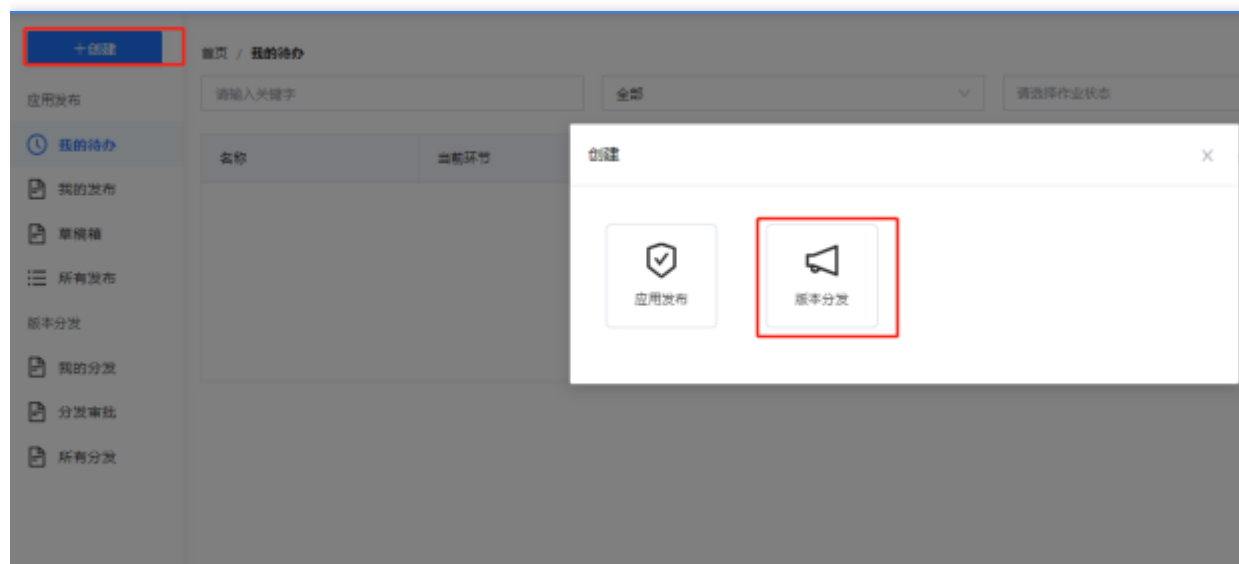 +创建
首页 / 我的待办
请输入关键字
全部
请选择作业状态
应用发布
我的待办
我的发布
草稿箱
所有发布
版本分发
我的分发
分发审批
所有分发
名称
当前环节
创建
应用发布
版本分发